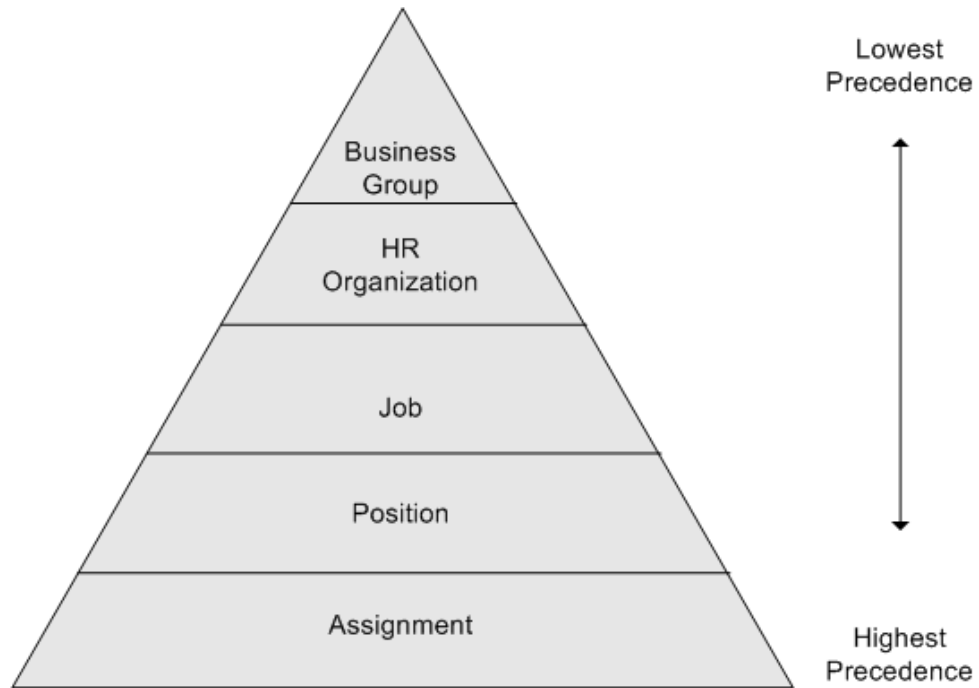 Lowest
Precedence
Business
Group
HR
Organization
Job
Position
Assignment
Highest
Precedence